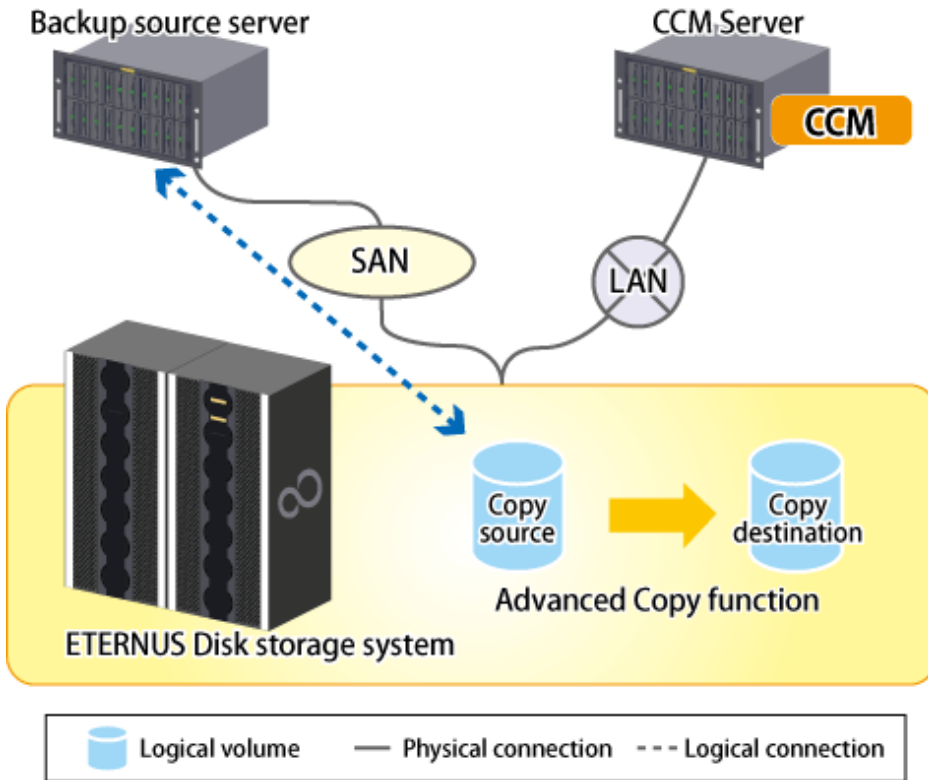 Backup source server
CCM Server
CCM
SAN
LAN
Copy
source
Copy
destination
Advanced Copy function
ETERNUS Disk storage system
Logical volume
Physical connection
Logical connection